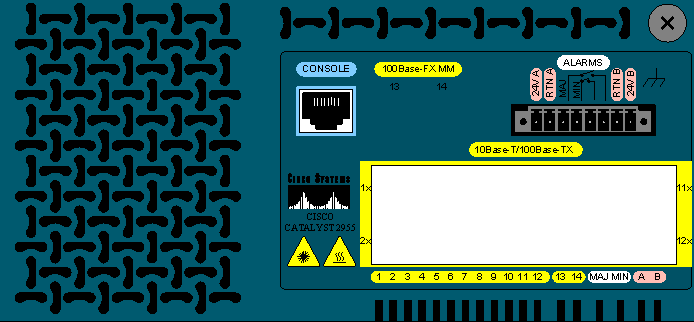 CONSOLE
100Base-FX MM
13 14
ALARMS
24V A
RTN A
MAJ
MIN
RTN B
24V B
10Base-T/100Base-TX
1x
11x
2x
12x
CISCO SYSTEMS
CISCO
CATALYST 2955
1 2 3 4 5 6 7 8 9 10 11 12 13 14 MAJ MIN A B